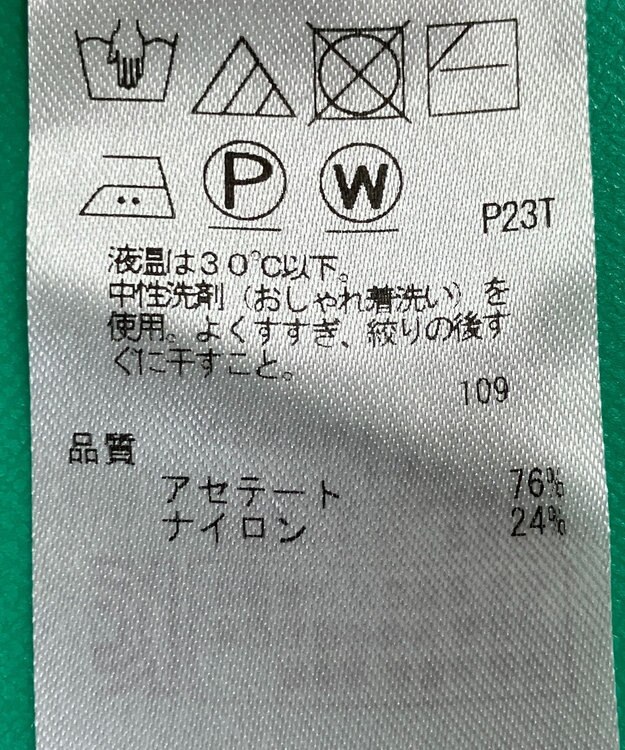 P W P23T
液温は30℃以下。
中性洗剤（おしゃれ着洗い）を
使用。よくすすぎ、絞りの後す
ぐに干すこと。
109
品質
アセテート 76%
ナイロン 24%